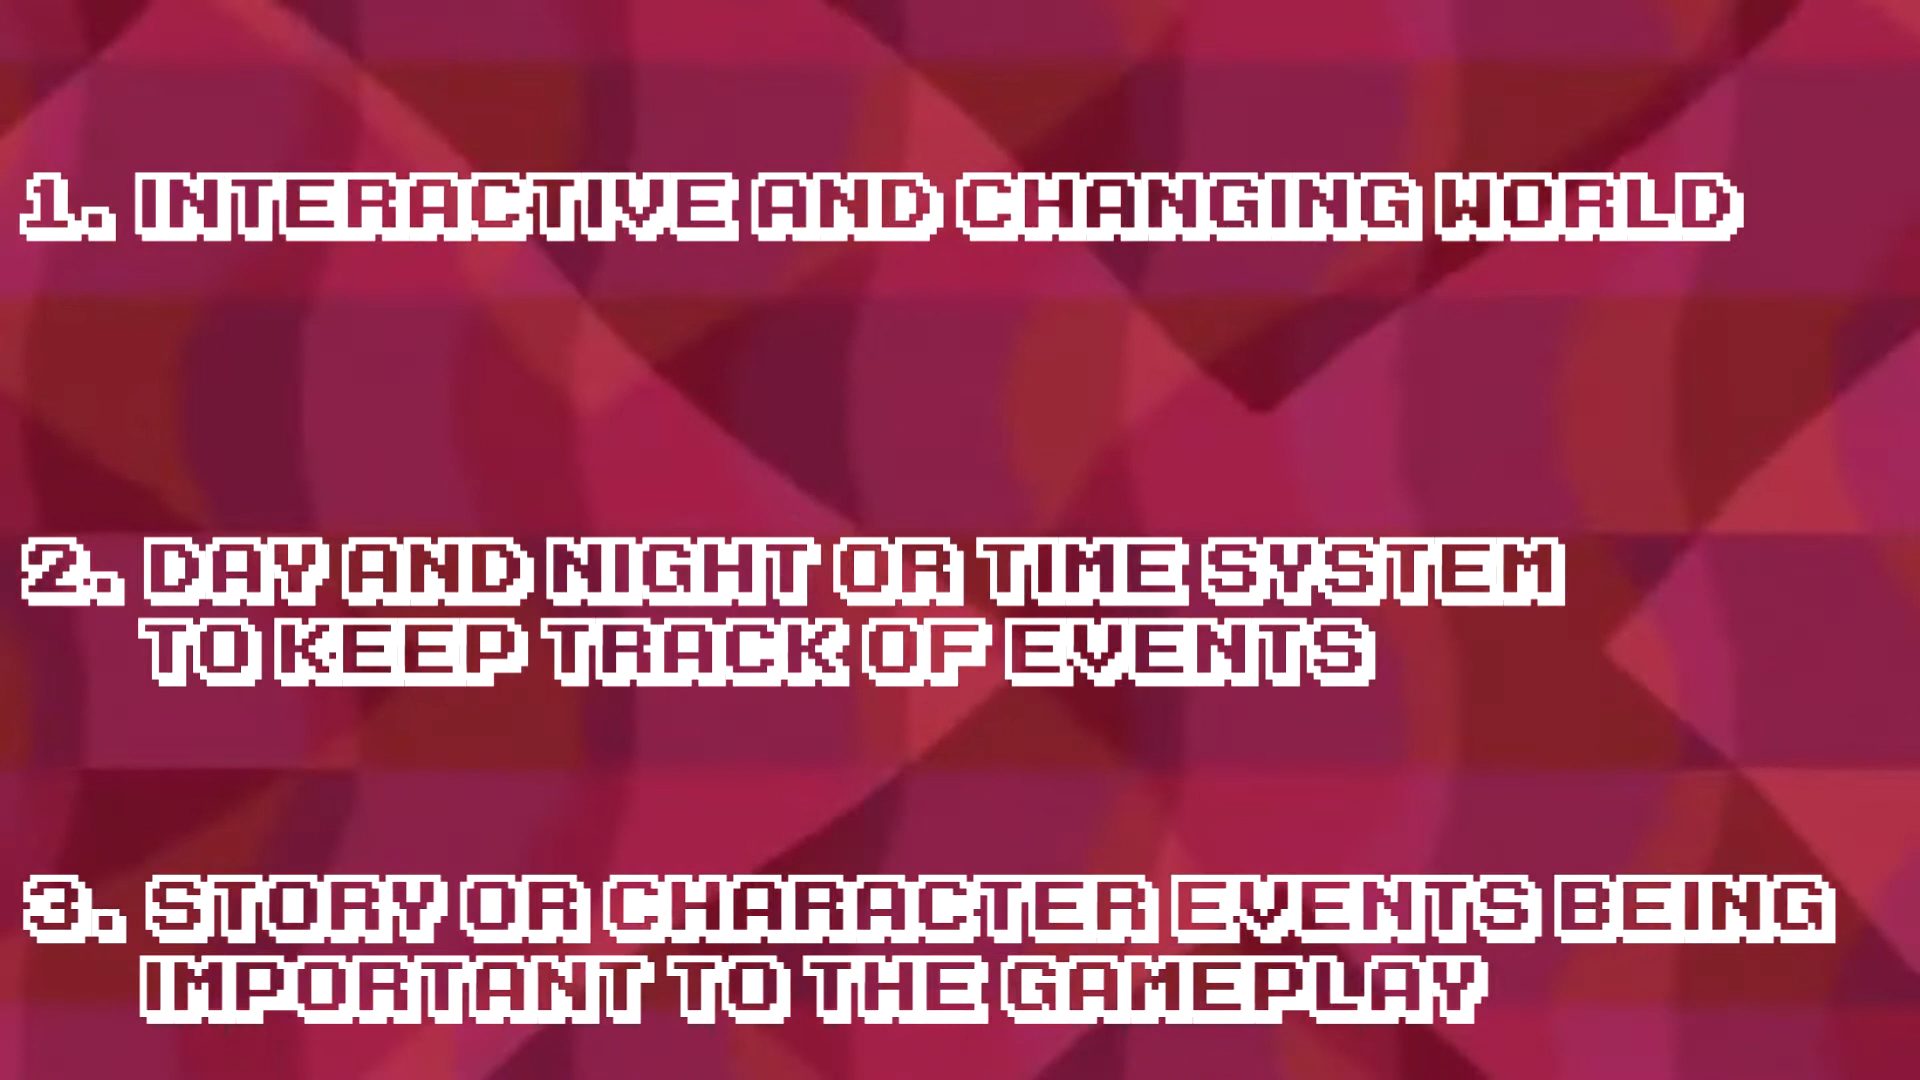 1. INTERACTIVE AND CHANGING WORLD
2. DAY AND NIGHT OR TIME SYSTEM
TO KEEP TRACK OF EVENTS
3. STORY OR CHARACTER EVENTS BEING
IMPORTANT TO THE GAMEPLAY